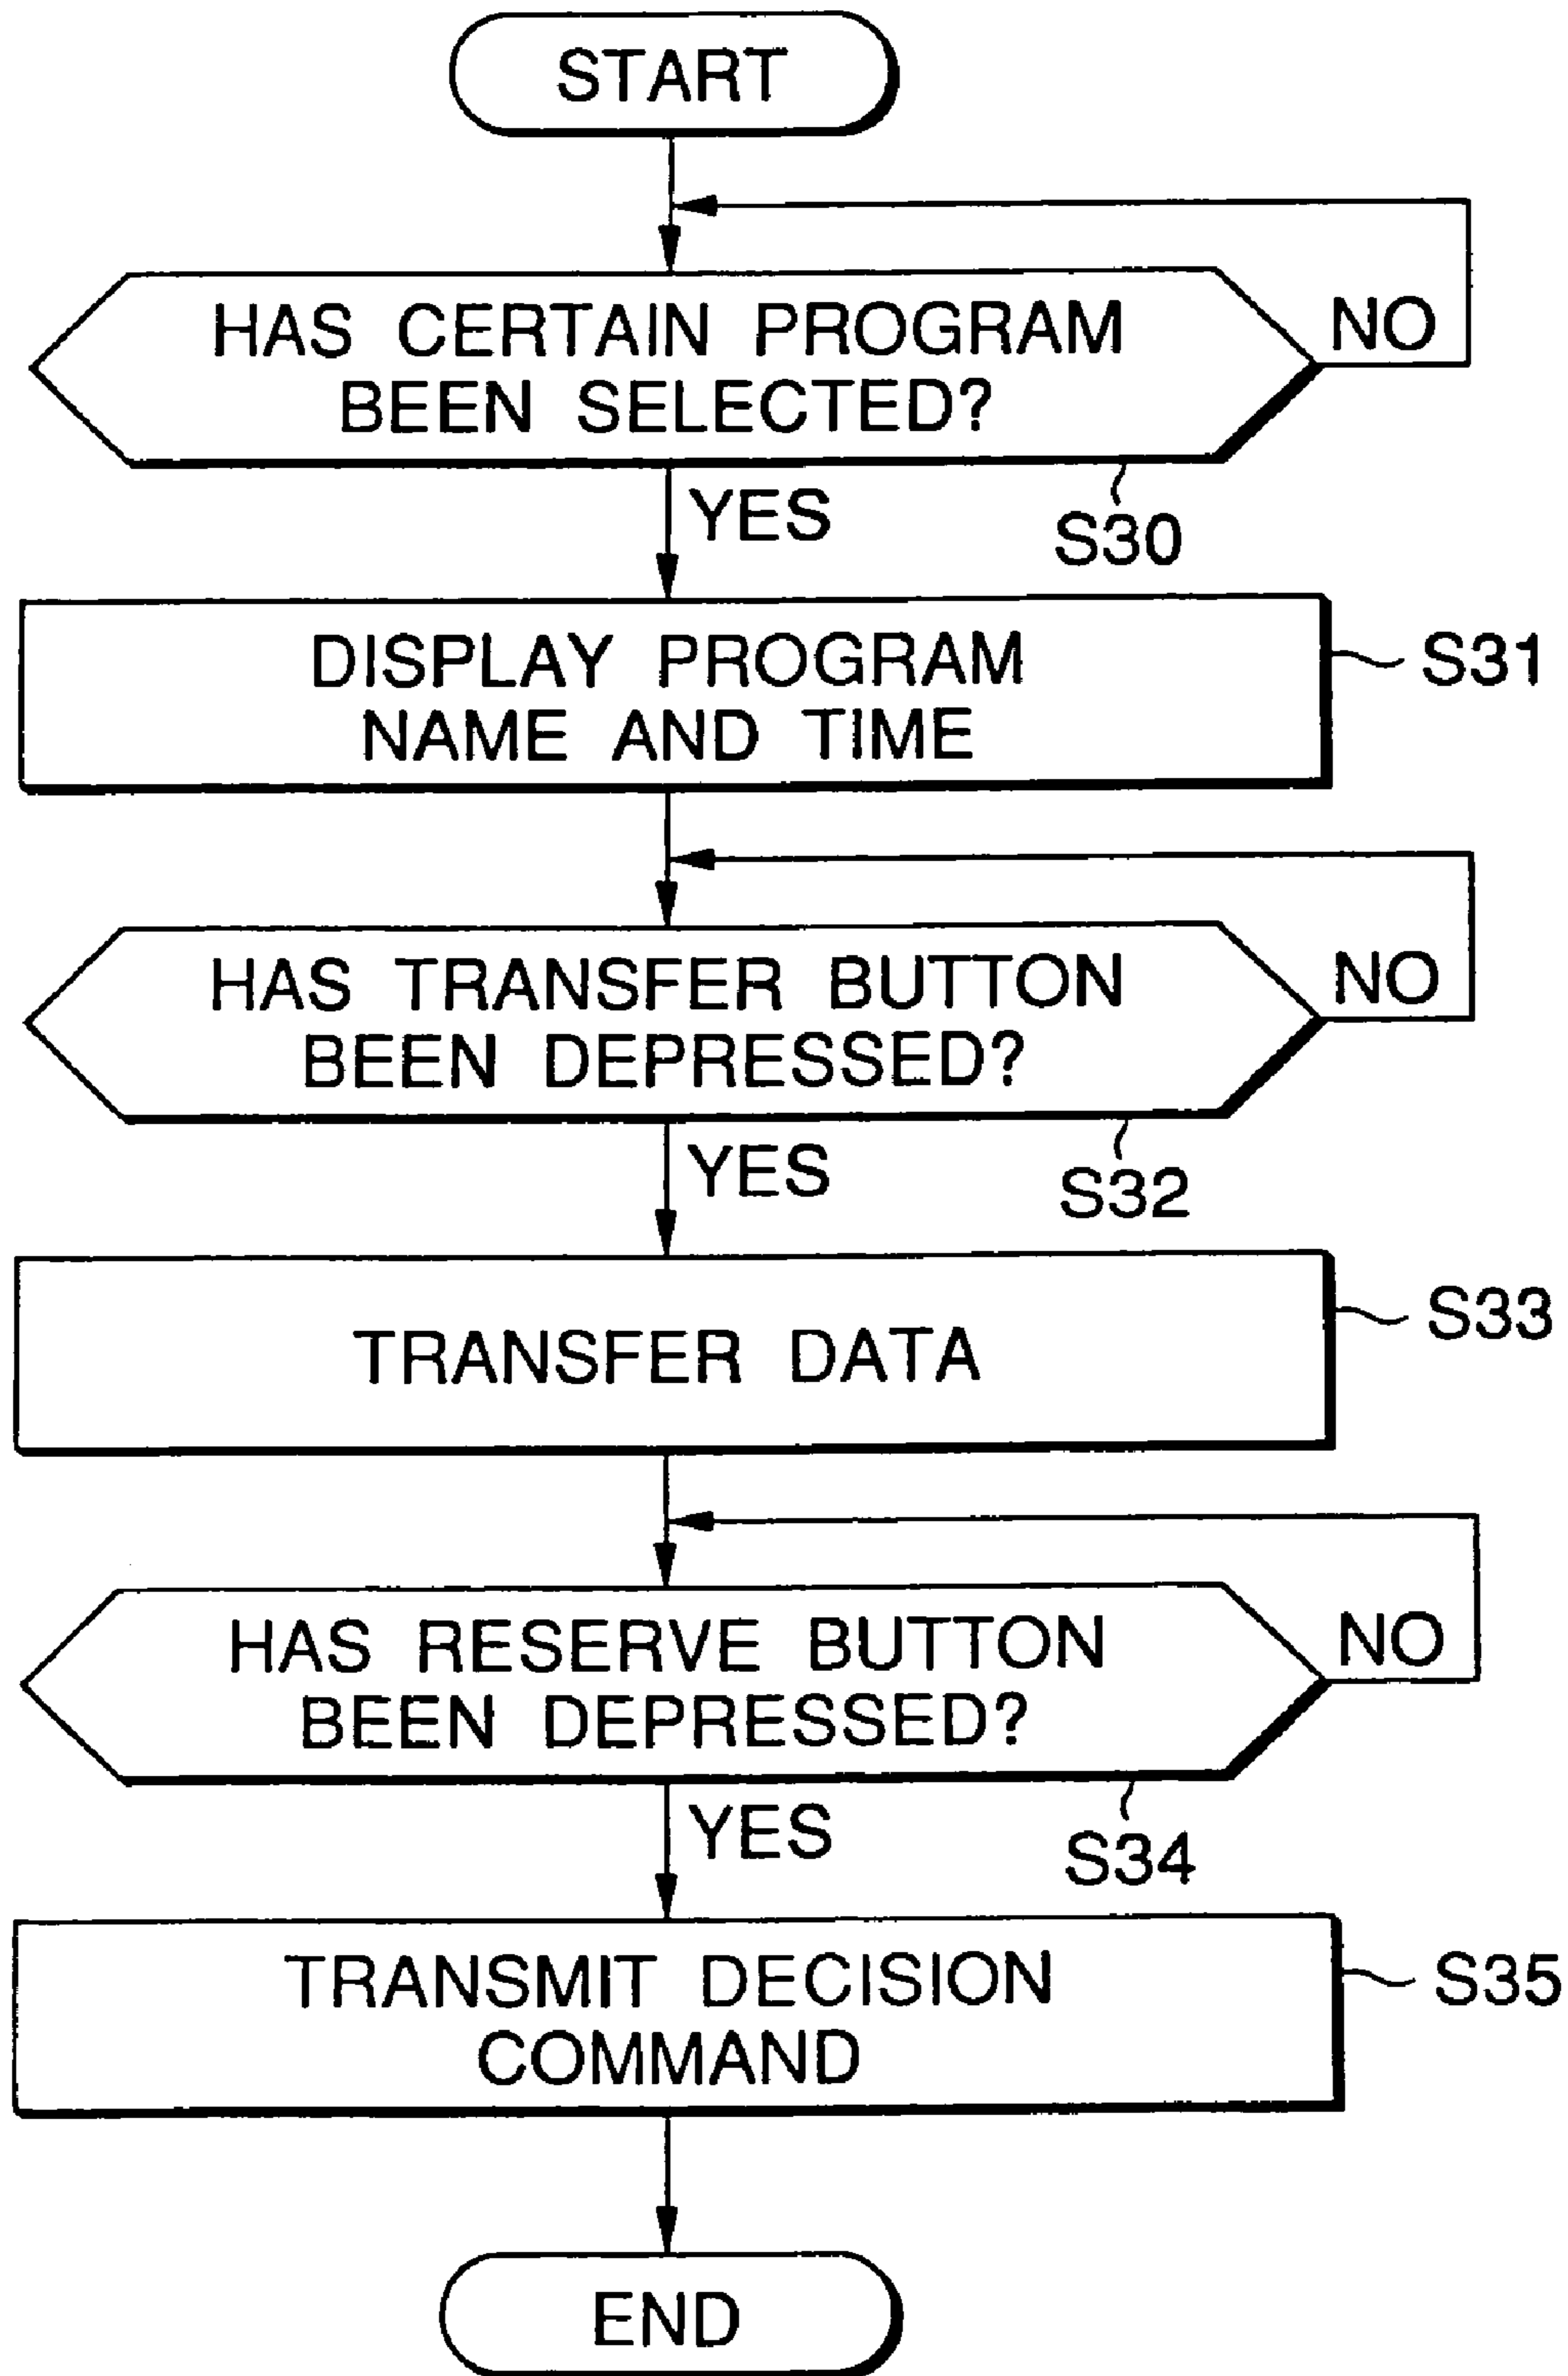 START
HAS CERTAIN PROGRAM
BEEN SELECTED?
NO
YES
S30
DISPLAY PROGRAM
NAME AND TIME
S31
HAS TRANSFER BUTTON
BEEN DEPRESSED?
NO
YES
S32
TRANSFER DATA
S33
HAS RESERVE BUTTON
BEEN DEPRESSED?
NO
YES
S34
TRANSMIT DECISION
COMMAND
S35
END